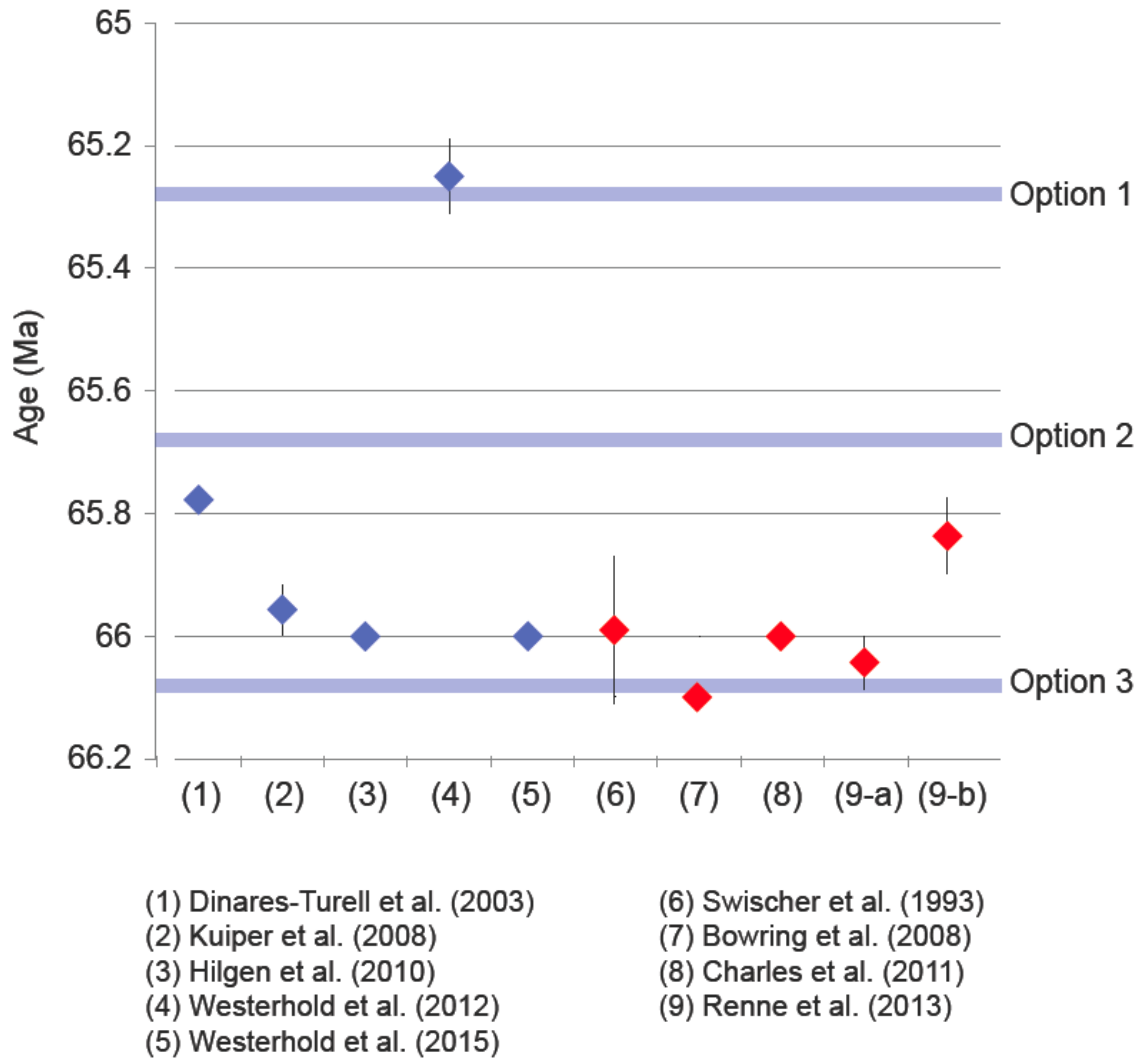 65
65.2
Option 1
65.4
Age (Ma)
65.6
Option 2
65.8
66
Option 3
66.2
(1) (2) (3) (4) (5) (6) (7) (8) (9-a) (9-b)
(1) Dinares-Turell et al. (2003)
(2) Kuiper et al. (2008)
(3) Hilgen et al. (2010)
(4) Westerhold et al. (2012)
(5) Westerhold et al. (2015)
(6) Swischer et al. (1993)
(7) Bowring et al. (2008)
(8) Charles et al. (2011)
(9) Renne et al. (2013)